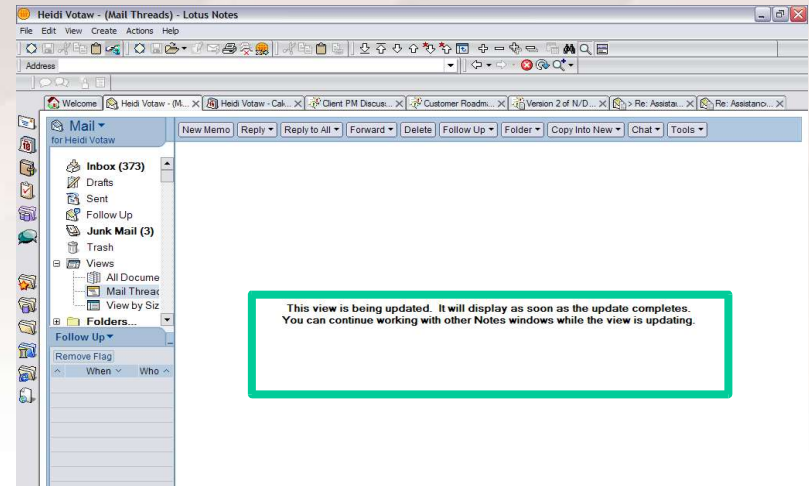 Heidi Votaw - (Mail Threads) - Lotus Notes
File Edit View Create Actions Help
Address
Welcome Heidi Votaw - (M... Heidi Votaw - Cal... Client PM Discus:... Customer Roadm... Version 2 of N/D... > Re: Assistan... Re: Assistanc...
Mail
for Heidi Votaw
New Memo Reply Reply to All Forward Delete Follow Up Folder Copy Into New Chat Tools
Inbox (373)
Drafts
Sent
Follow Up
Junk Mail (3)
Trash
Views
All Docume
Mail Threac
View by Siz
Folders...
This view is being updated. It will display as soon as the update completes.
You can continue working with other Notes windows while the view is updating.
Follow Up
Remove Flag
When Who